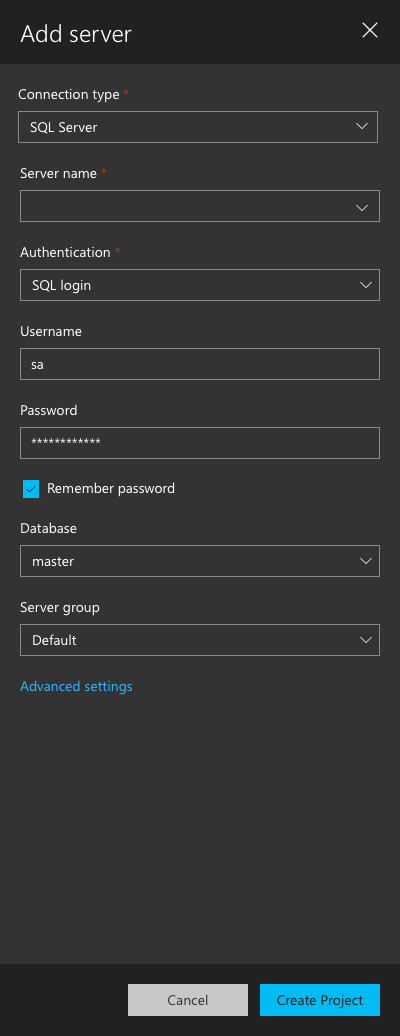 Add server
Connection type *
SQL Server
Server name *
Authentication *
SQL login
Username
sa
Password
************
Remember password
Database
master
Server group
Default
Advanced settings
Cancel
Create Project